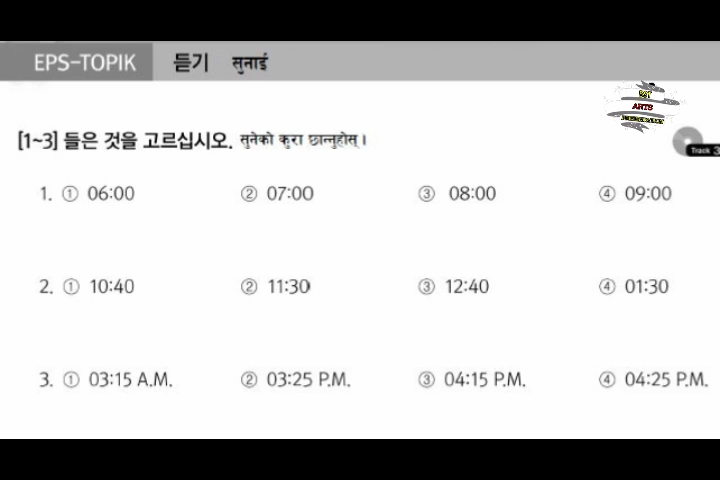 EPS-TOPIK 듣기 सुनाई
ANTS
[1~3] 들은 것을 고르십시오. सुनेको कुरा छान्नुहोस् ।
Track 3
1. ① 06:00 ② 07:00 ③ 08:00 ④ 09:00
2. ① 10:40 ② 11:30 ③ 12:40 ④ 01:30
3. ① 03:15 A.M. ② 03:25 P.M. ③ 04:15 P.M. ④ 04:25 P.M.